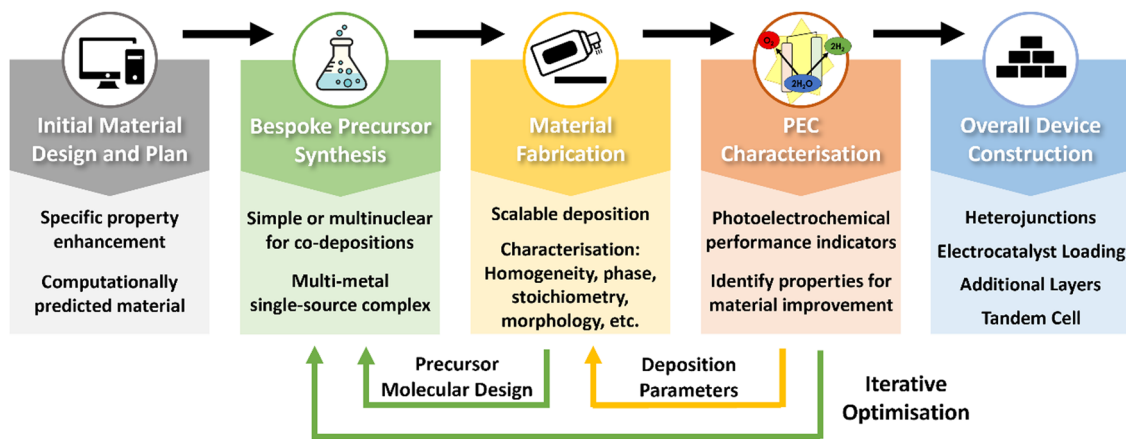 O₂
2H₂
2H₂O
Initial Material
Design and Plan
Specific property
enhancement
Computationally
predicted material
Bespoke Precursor
Synthesis
Simple or multinuclear
for co-depositions
Multi-metal
single-source complex
Material
Fabrication
Scalable deposition
Characterisation:
Homogeneity, phase,
stoichiometry,
morphology, etc.
PEC
Characterisation
Photoelectrochemical
performance indicators
Identify properties for
material improvement
Overall Device
Construction
Heterojunctions
Electrocatalyst Loading
Additional Layers
Tandem Cell
Precursor
Molecular Design
Deposition
Parameters
Iterative
Optimisation